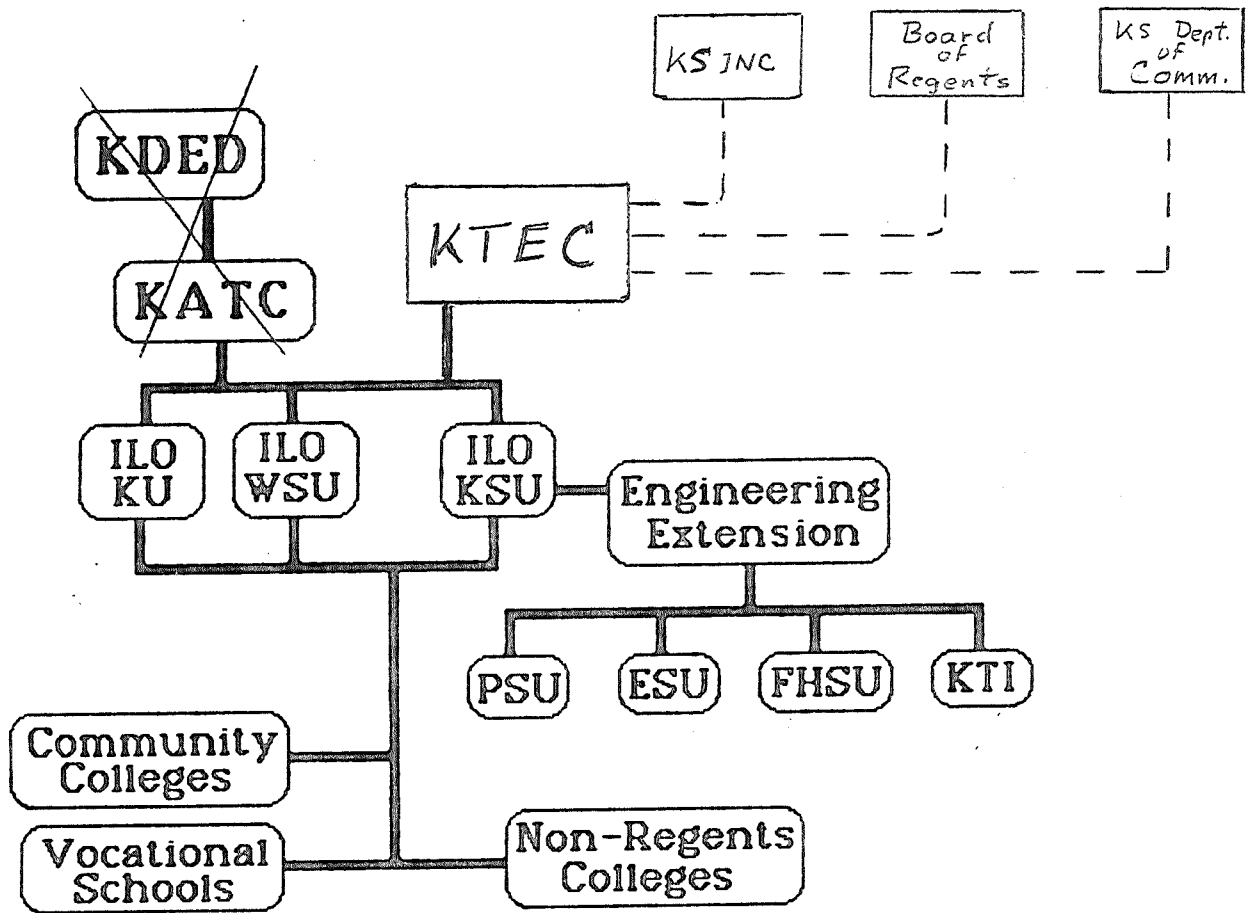 KS INC
Board
of
Regents
KS Dept.
of
Comm.
KDED
KTEC
KATC
ILO
KU
ILO
WSU
ILO
KSU
Engineering
Extension
PSU
ESU
FHSU
KTI
Community
Colleges
Vocational
Schools
Non-Regents
Colleges